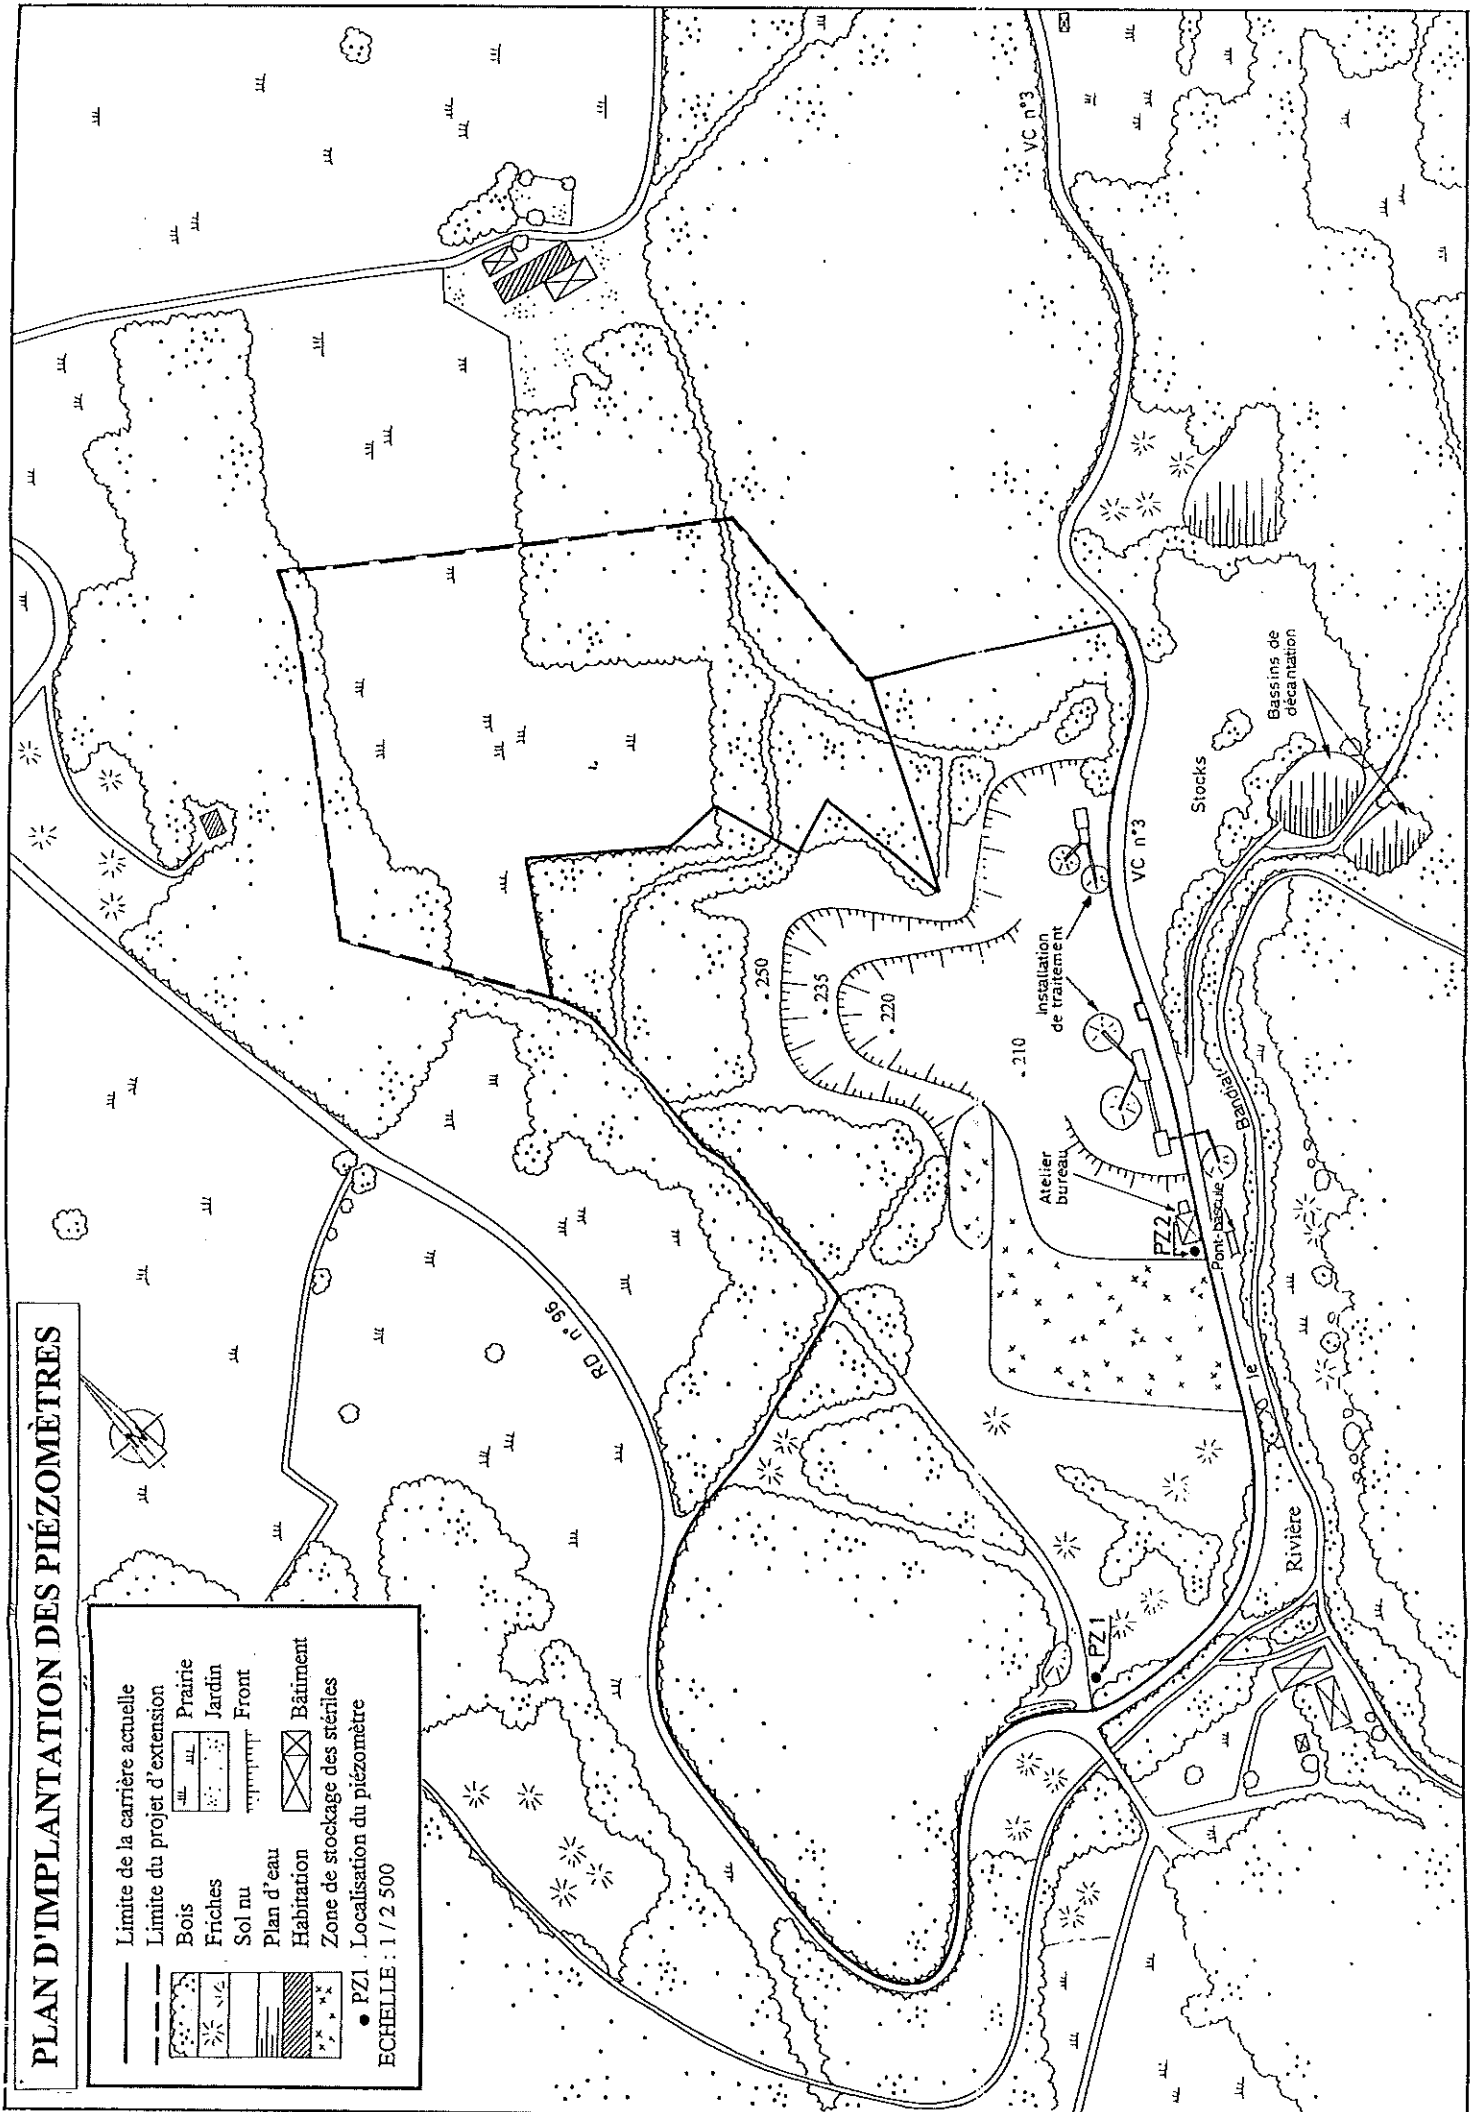 PLAN D'IMPLANTATION DES PIÉZOMÈTRES
Limite de la carrière actuelle
Limite du projet d'extension
Bois
Prairie
Friches
Jardin
Sol nu
Front
Plan d'eau
Habitation
Bâtiment
Zone de stockage des stériles
PZ1 Localisation du piézomètre
ECHELLE : 1 / 2 500
RD n° 96
VC n°3
250
235
220
210
Installation
de traitement
VC n°3
Stocks
Bassins de
décantation
Atelier
bureau
PZ2
Pont-bascule
PZ1
Rivière
le
Bandiat